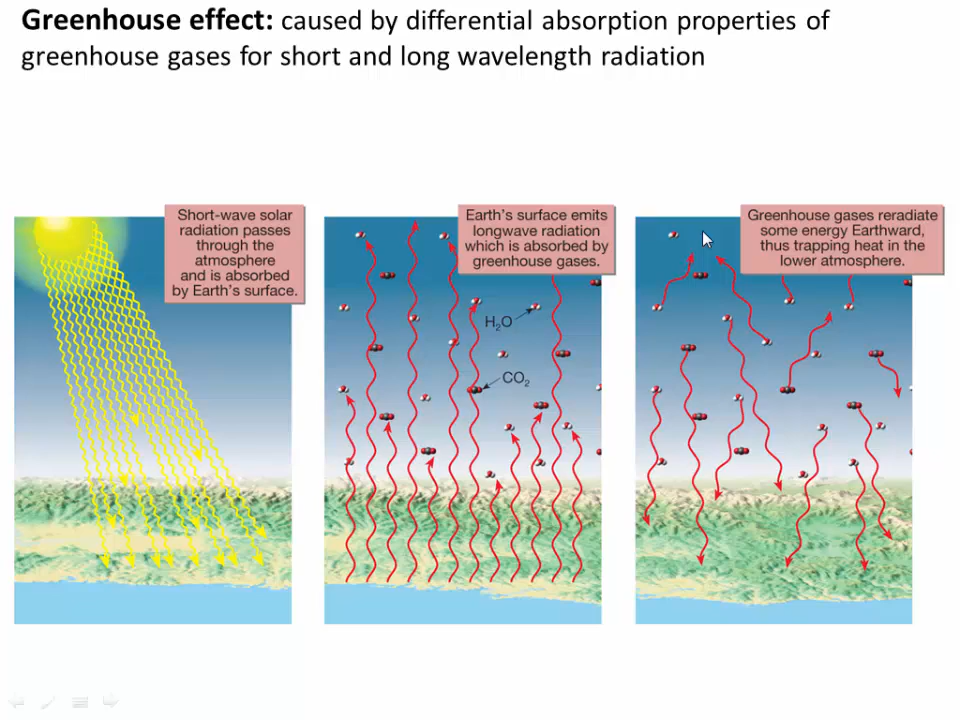 Greenhouse effect: caused by differential absorption properties of
greenhouse gases for short and long wavelength radiation
Short-wave solar
radiation passes
through the
atmosphere
and is absorbed
by Earth's surface.
Earth's surface emits
longwave radiation
which is absorbed by
greenhouse gases.
H₂O
CO₂
Greenhouse gases reradiate
some energy Earthward,
thus trapping heat in the
lower atmosphere.